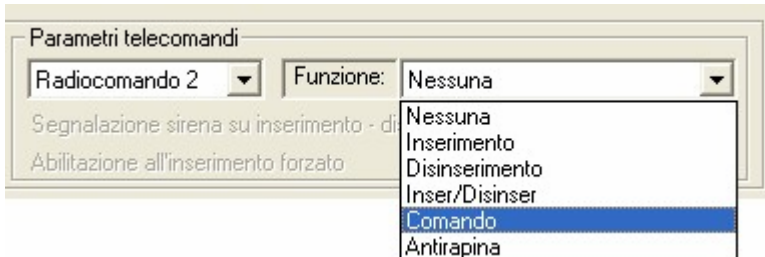 Parametri telecomandi
Radiocomando 2 Funzione: Nessuna
Segnalazione sirena su inserimento - di
Nessuna
Inserimento
Abilitazione all'inserimento forzato
Disinserimento
Inser/Disinser
Comando
Antirapina